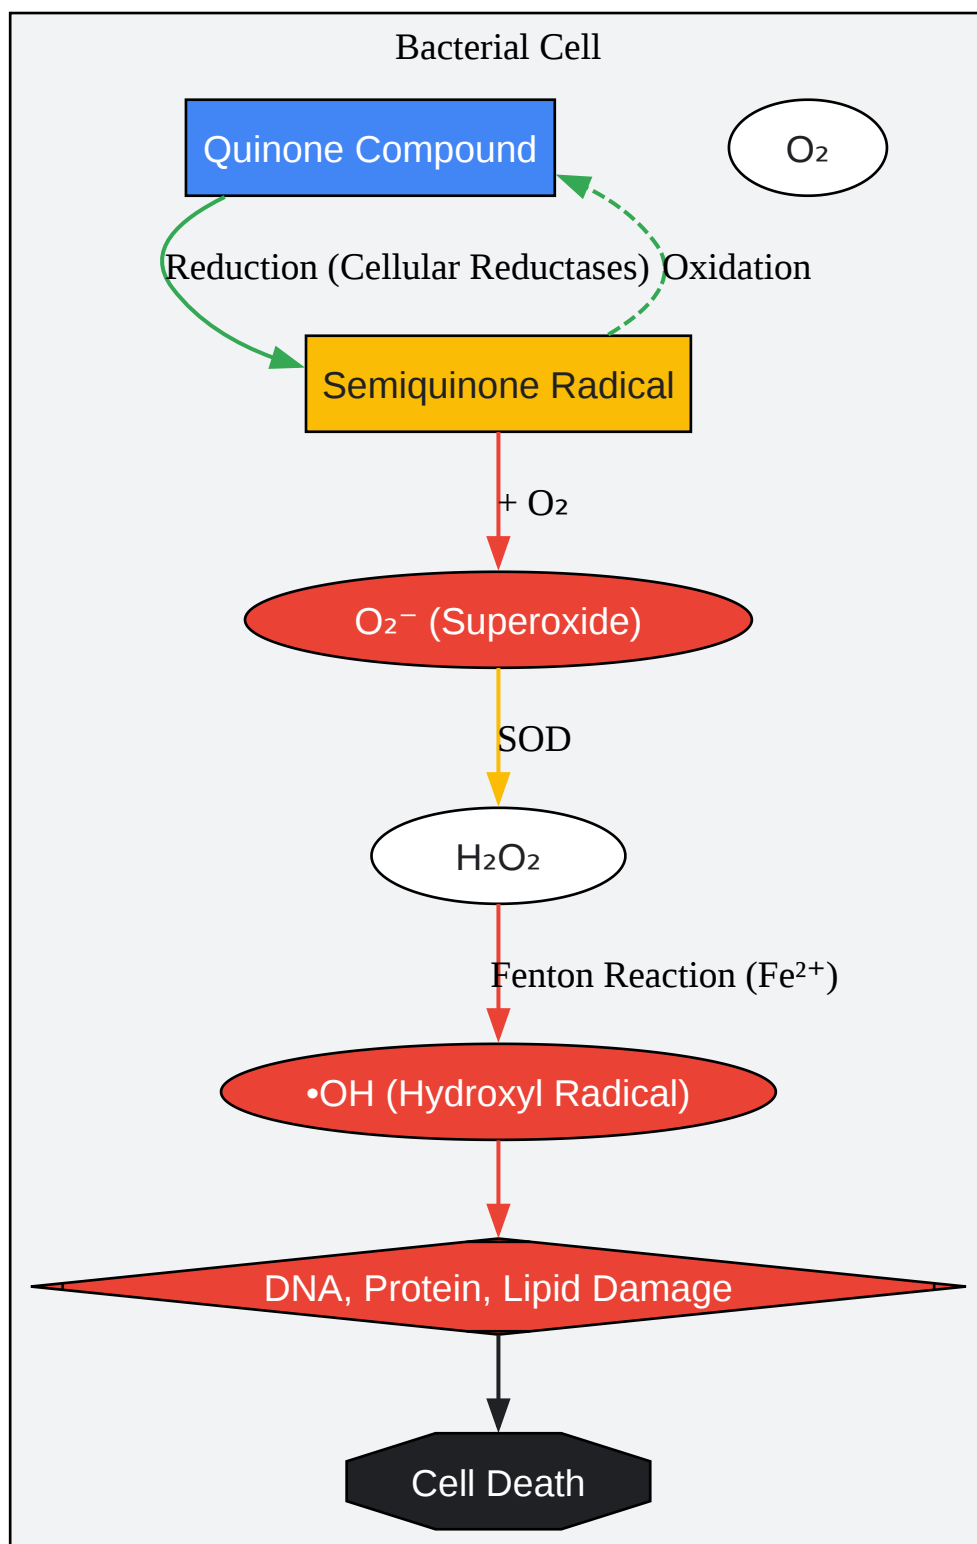 Bacterial Cell
Quinone Compound
O₂
Reduction (Cellular Reductases)
Oxidation
Semiquinone Radical
+ O₂
O₂⁻ (Superoxide)
SOD
H₂O₂
Fenton Reaction (Fe²⁺)
•OH (Hydroxyl Radical)
DNA, Protein, Lipid Damage
Cell Death